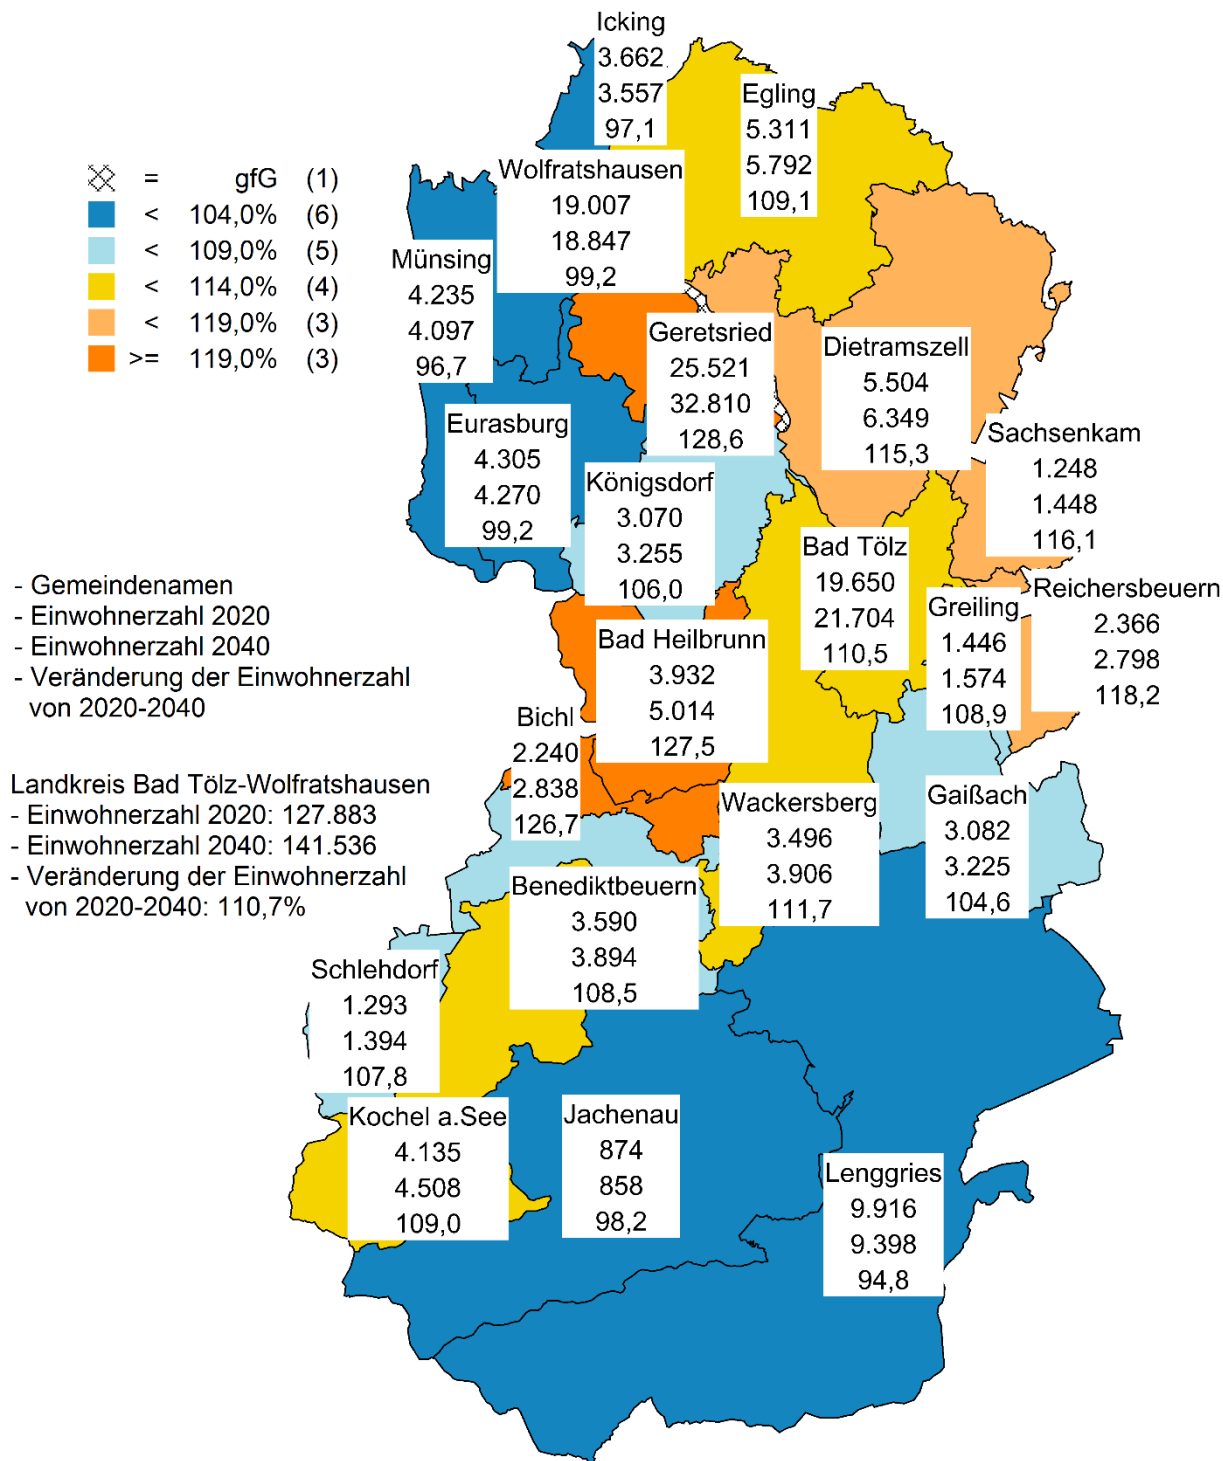 Icking
3.662
3.557
97,1
Egling
5.311
5.792
109,1
= gfG (1)
< 104,0% (6)
< 109,0% (5)
< 114,0% (4)
< 119,0% (3)
>= 119,0% (3)
Wolfratshausen
19.007
18.847
99,2
Münsing
4.235
4.097
96,7
Geretsried
25.521
32.810
128,6
Dietramszell
5.504
6.349
115,3
Eurasburg
4.305
4.270
99,2
Sachsenkam
1.248
1.448
116,1
Königsdorf
3.070
3.255
106,0
Bad Tölz
19.650
21.704
110,5
- Gemeindenamen
- Einwohnerzahl 2020
- Einwohnerzahl 2040
- Veränderung der Einwohnerzahl
von 2020-2040
Reichersbeuern
2.366
2.798
118,2
Greiling
1.446
1.574
108,9
Bad Heilbrunn
3.932
5.014
127,5
Bichl
2.240
2.838
126,7
Landkreis Bad Tölz-Wolfratshausen
- Einwohnerzahl 2020: 127.883
- Einwohnerzahl 2040: 141.536
- Veränderung der Einwohnerzahl
von 2020-2040: 110,7%
Wackersberg
3.496
3.906
111,7
Gaißach
3.082
3.225
104,6
Benediktbeuern
3.590
3.894
108,5
Schlehdorf
1.293
1.394
107,8
Kochel a.See
4.135
4.508
109,0
Jachenau
874
858
98,2
Lenggries
9.916
9.398
94,8